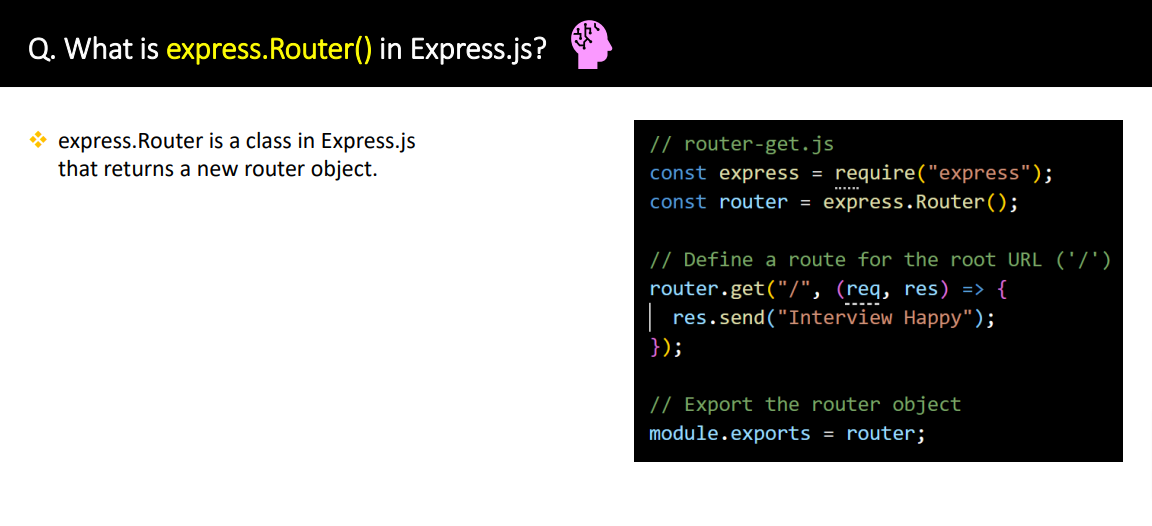 Q. What is express.Router() in Express.js?
express.Router is a class in Express.js
that returns a new router object.
// router-get.js
const express = require("express");
const router = express.Router();
// Define a route for the root URL ('/')
router.get("/", (req, res) => {
  res.send("Interview Happy");
});
// Export the router object
module.exports = router;